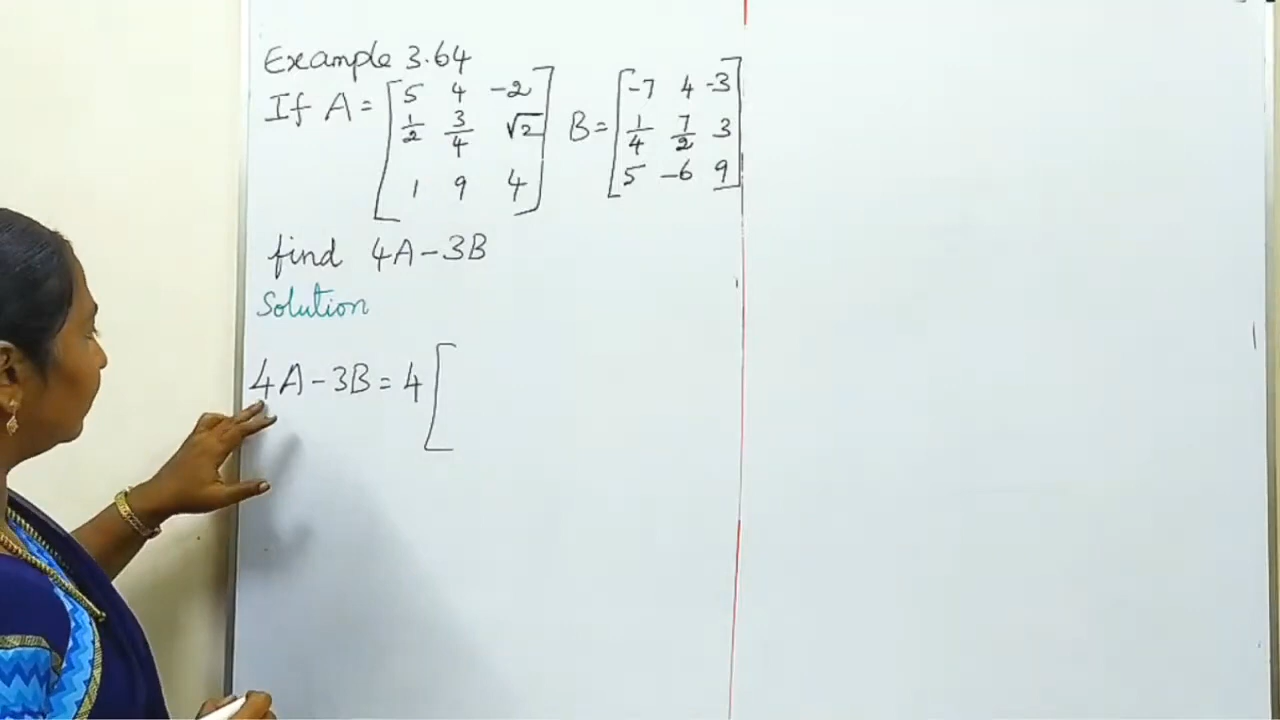 Example 3.64
If A = [5 4 -2 B = [-7 4 -3
1/2 3/4 √2 1/4 7/2 3
1 9 4] 5 -6 9]
find 4A-3B
Solution
4A-3B = 4[